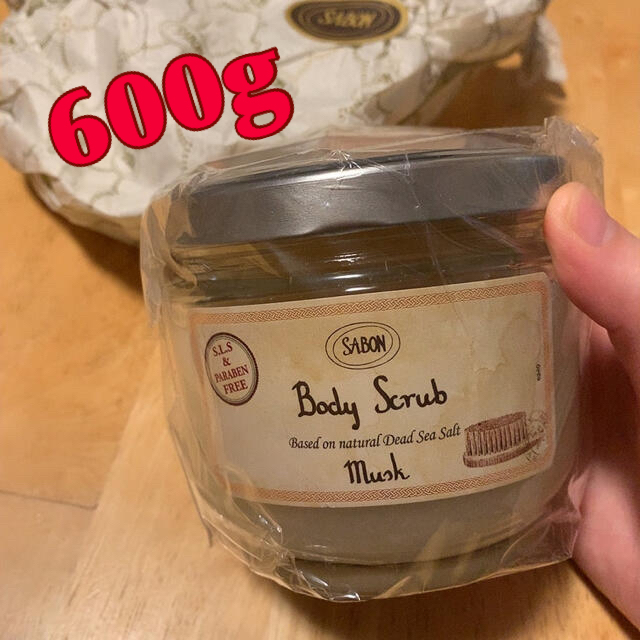 SABON
600g
S.L.S
&
PARABEN
FREE
SABON
Body Scrub
Based on natural Dead Sea Salt
Musk